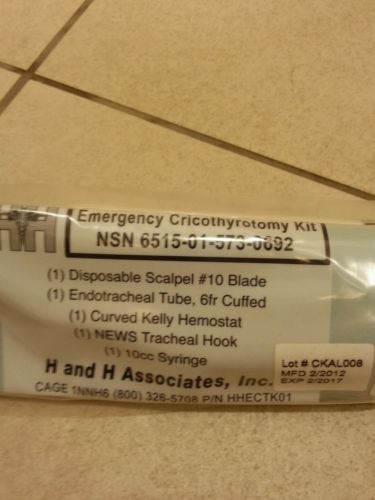 HH
Emergency Cricothyrotomy Kit
NSN 6515-01-573-0692
(1) Disposable Scalpel #10 Blade
(1) Endotracheal Tube, 6fr Cuffed
(1) Curved Kelly Hemostat
(1) NEWS Tracheal Hook
(1) 10cc Syringe
H and H Associates, Inc.
CAGE 1NNH6 (800) 326-5708 P/N HHECTK01
Lot # CKAL008
MFD 2/2012
EXP 2/2017